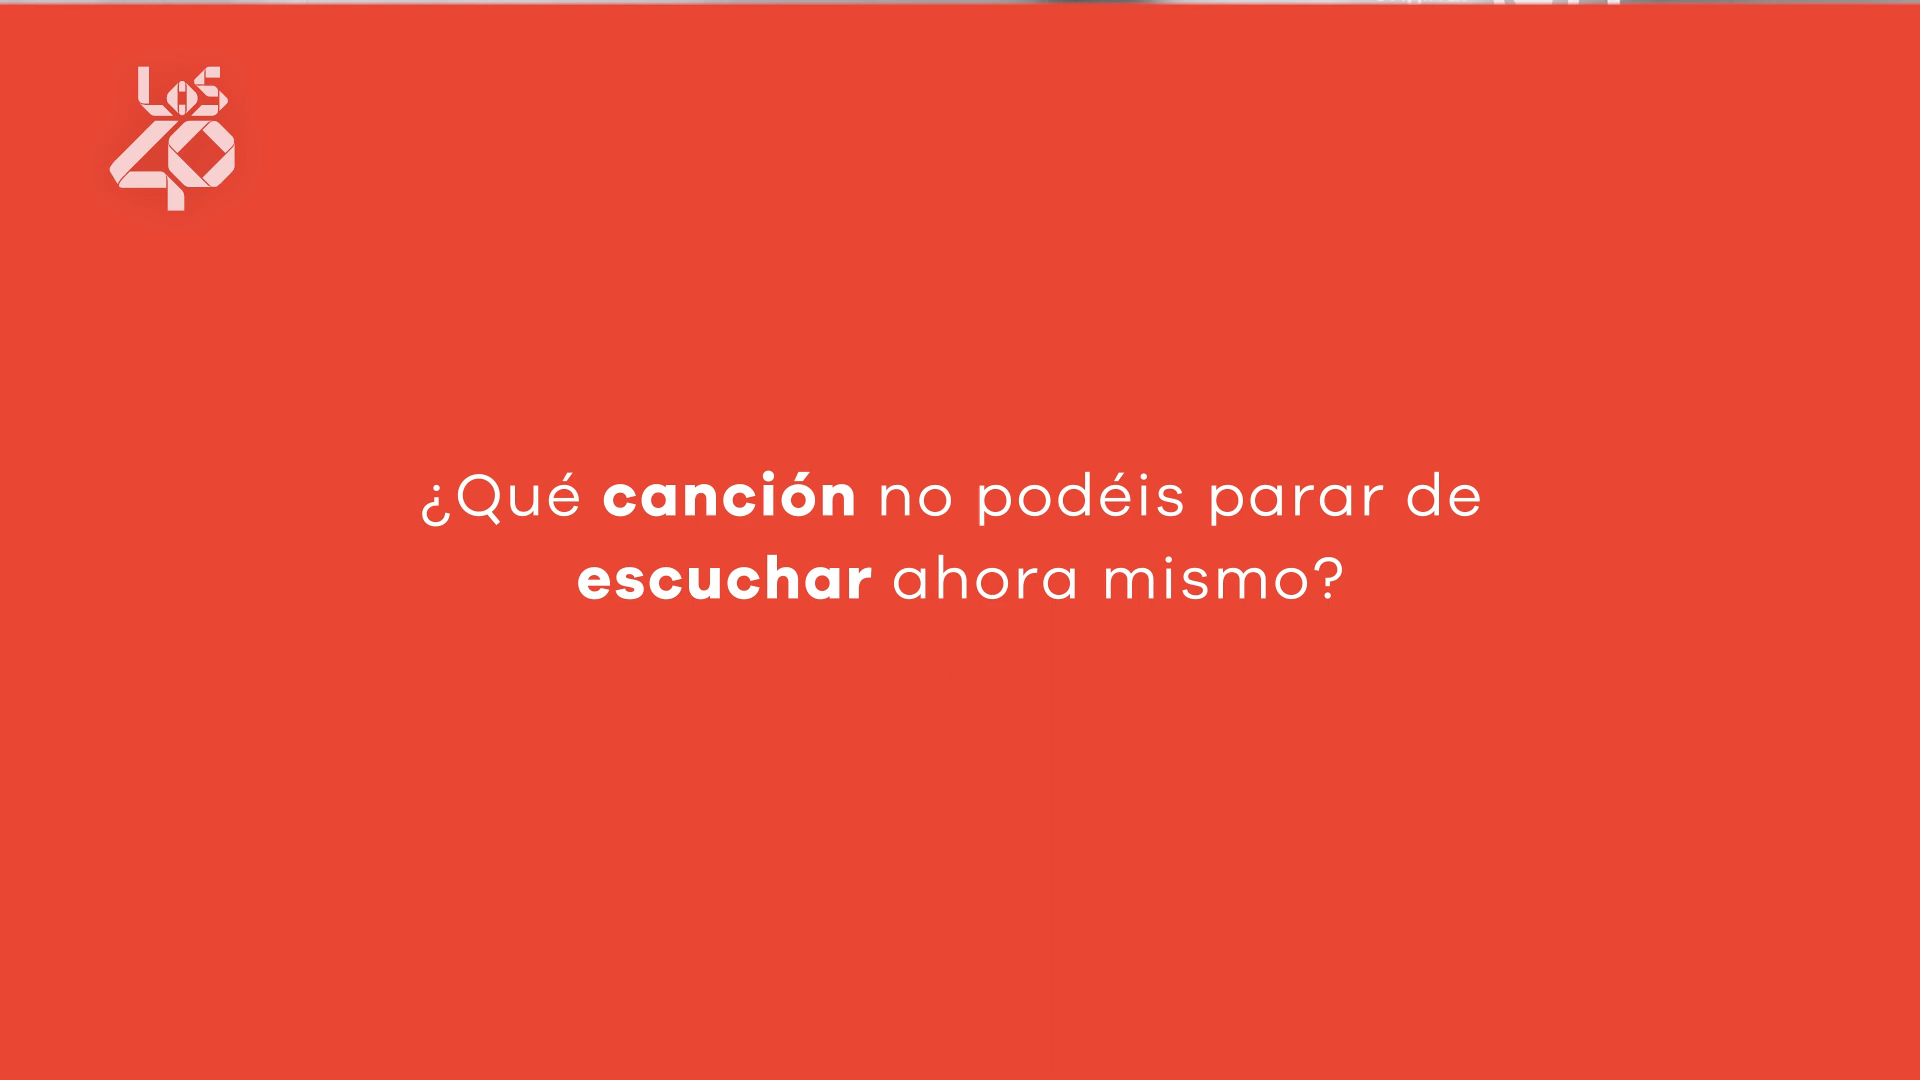 LOS
40
¿Qué canción no podéis parar de
escuchar ahora mismo?